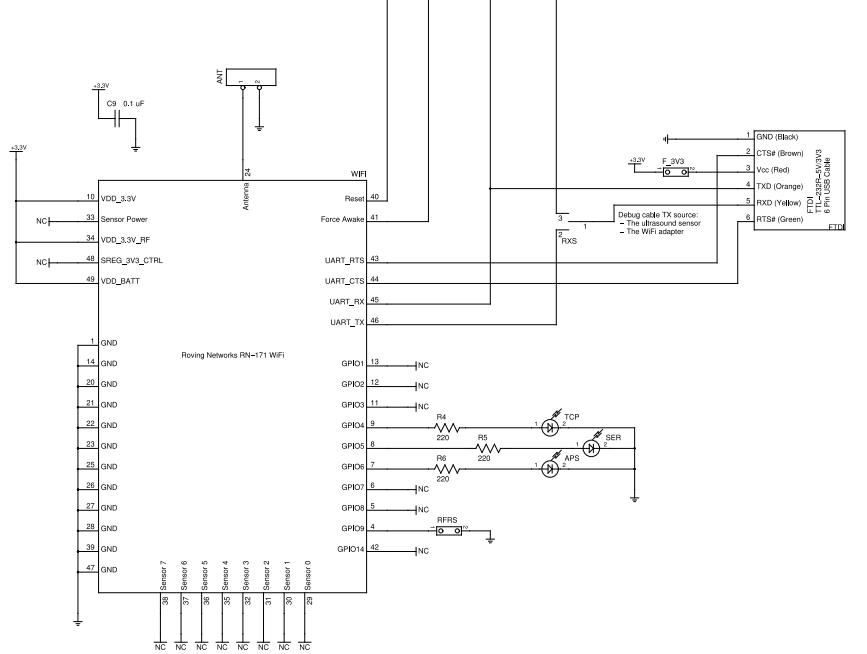 ANT
1 2
+3,3V
C9 0.1 uF
+3,3V
24
Antenna
WIFI
10 VDD_3.3V
33 Sensor Power
NC
34 VDD_3.3V_RF
48 SREG_3V3_CTRL
NC
49 VDD_BATT
1 GND
14 GND
20 GND
21 GND
22 GND
23 GND
25 GND
26 GND
27 GND
28 GND
39 GND
47 GND
Roving Networks RN-171 WiFi
Reset 40
Force Awake 41
UART_RTS 43
UART_CTS 44
UART_RX 45
UART_TX 46
GPIO1 13 NC
GPIO2 12 NC
GPIO3 11 NC
GPIO4 9
GPIO5 8
GPIO6 7
GPIO7 6 NC
GPIO8 5 NC
GPIO9 4
GPIO14 42 NC
R4
220
1 2 TCP
R5
220
1 2 SER
R6
220
1 2 APS
RFRS
1 2
Sensor 7
Sensor 6
Sensor 5
Sensor 4
Sensor 3
Sensor 2
Sensor 1
Sensor 0
38 37 36 35 32 31 30 29
NC NC NC NC NC NC NC NC
3
2
1
RXS
Debug cable TX source:
- The ultrasound sensor
- The WiFi adapter
+3,3V
F_3V3
1 2
1 GND (Black)
2 CTS# (Brown)
3 Vcc (Red)
4 TXD (Orange)
5 RXD (Yellow)
6 RTS# (Green)
FTDI
TTL-232R-5V/3V3
6 Pin USB Cable
FTDI